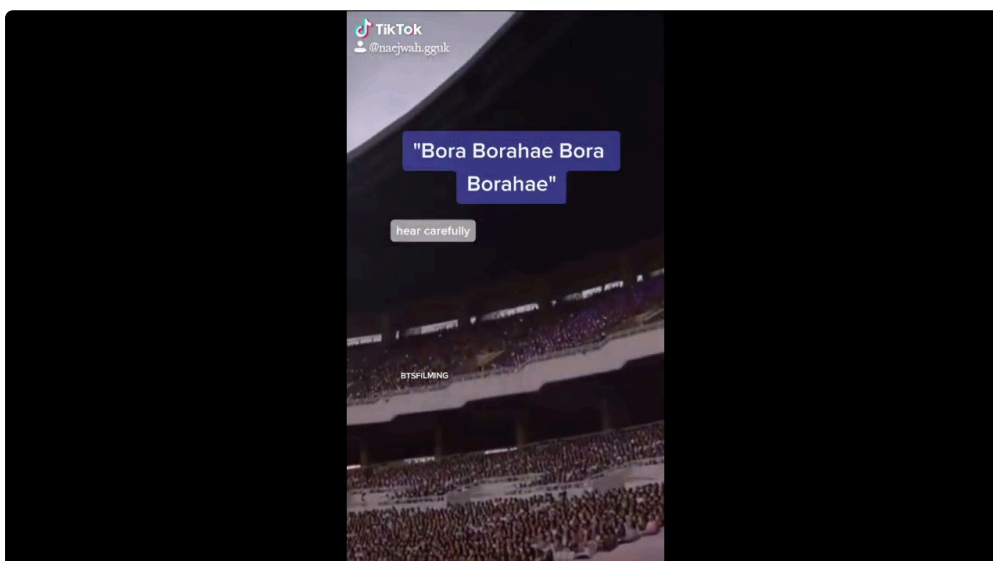 TikTok
@naejwah.gguk
"Bora Borahae Bora
Borahae"
hear carefully
BTSFILMING